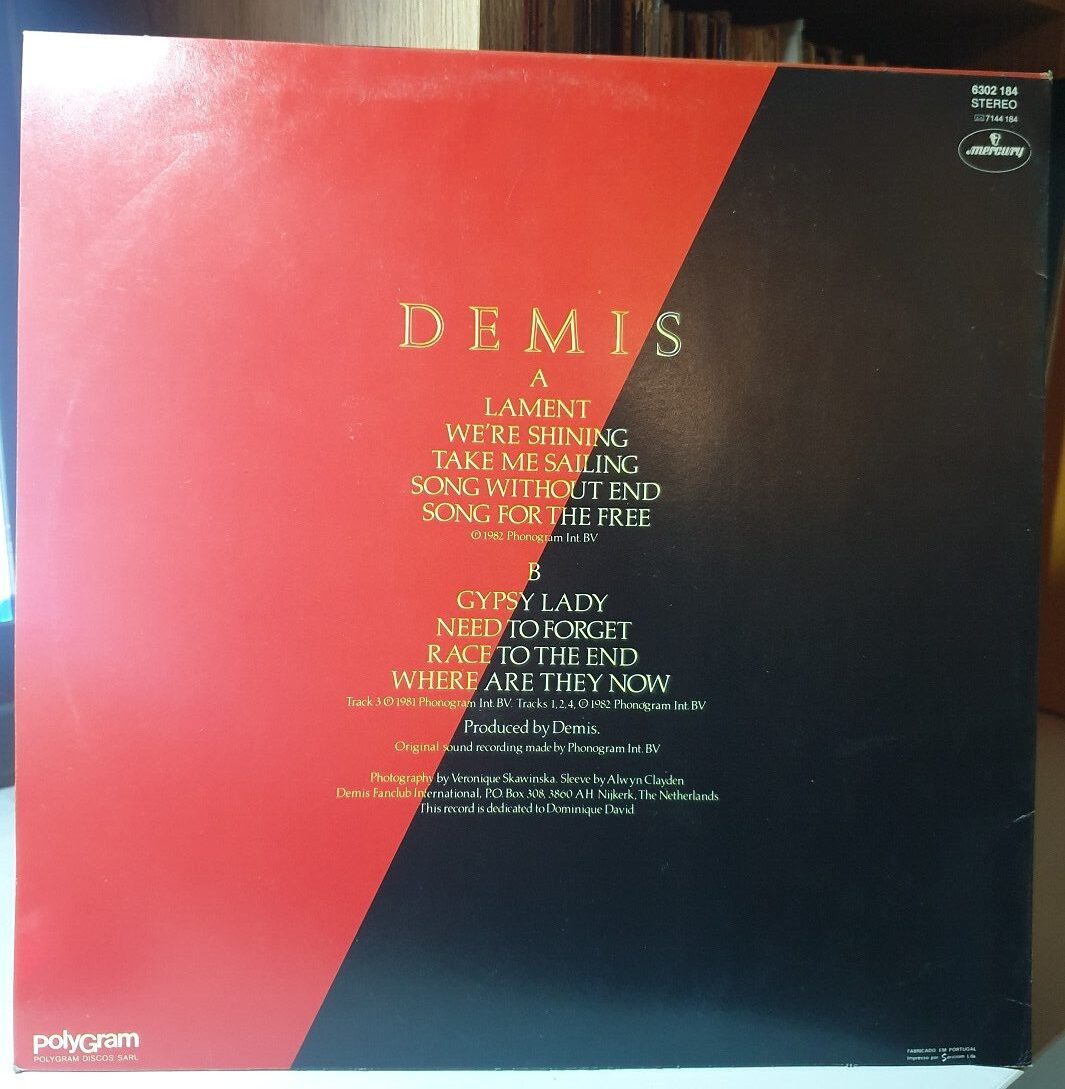 6302 184
STEREO
7144 184
mercury
DEMIS
A
LAMENT
WE'RE SHINING
TAKE ME SAILING
SONG WITHOUT END
SONG FOR THE FREE
℗1982 Phonogram Int. BV
B
GYPSY LADY
NEED TO FORGET
RACE TO THE END
WHERE ARE THEY NOW
Track 3 ℗1981 Phonogram Int. BV. Tracks 1, 2, 4, ℗ 1982 Phonogram Int. BV
Produced by Demis.
Original sound recording made by Phonogram Int. BV
Photography by Veronique Skawinska. Sleeve by Alwyn Clayden
Demis Fanclub International, P.O. Box 308, 3860 AH Nijkerk, The Netherlands
This record is dedicated to Dominique David
polyGram
POLYGRAM DISCOS SARL
FABRICADO EM PORTUGAL
Impresso por Lda.